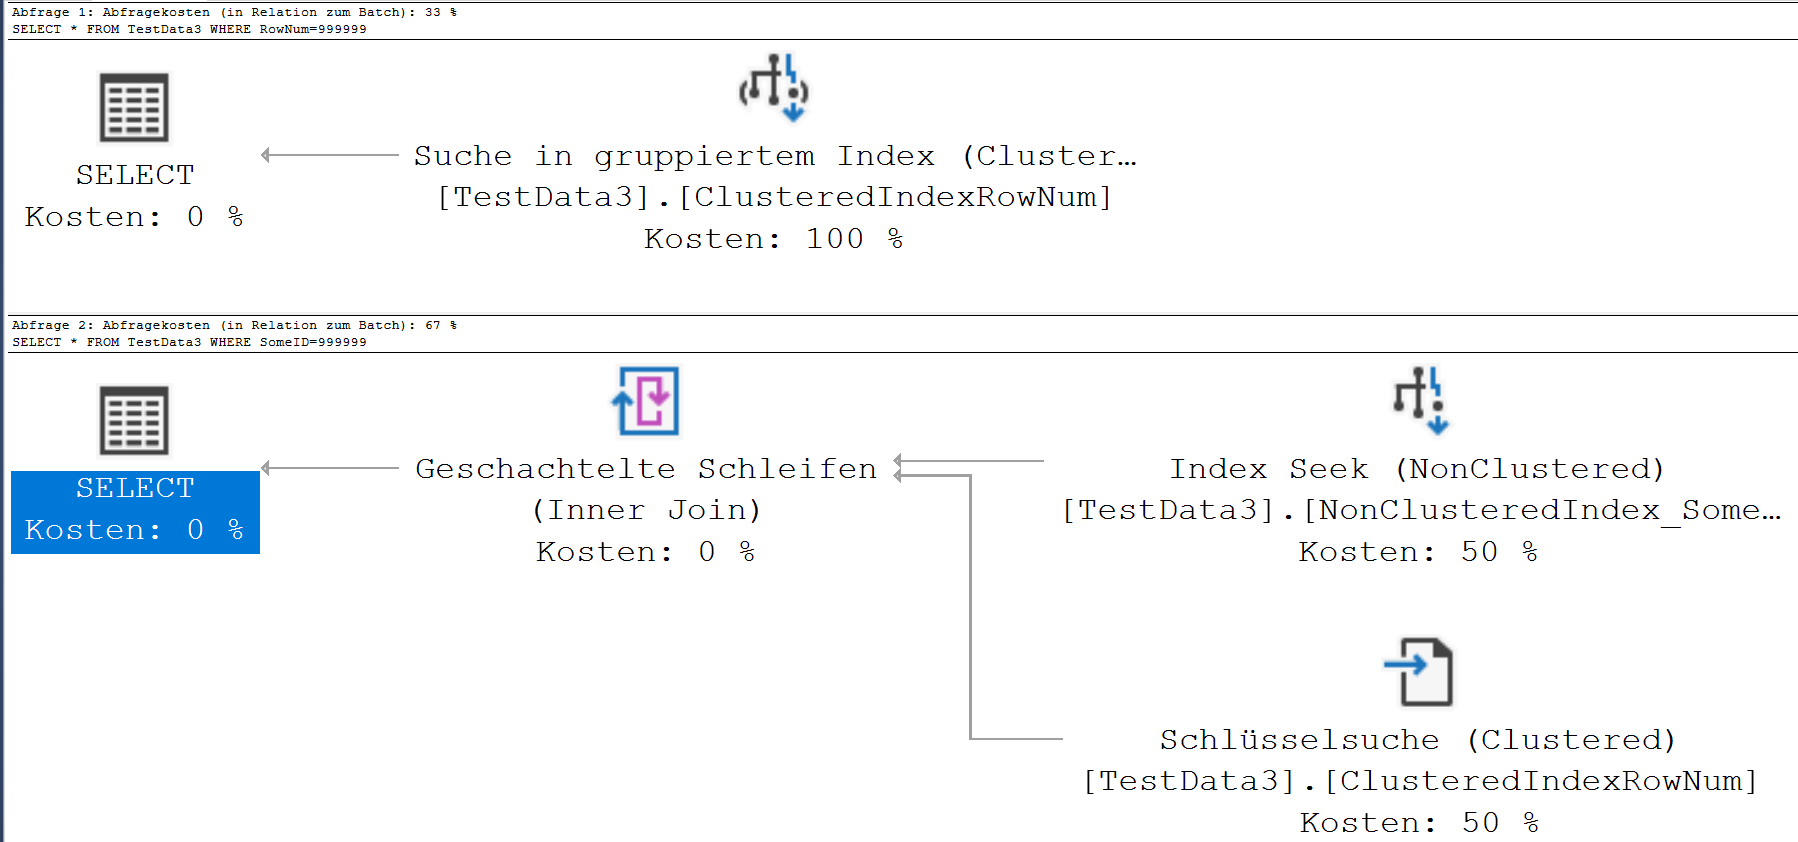 Abfrage 1: Abfragekosten (in Relation zum Batch): 33 %
SELECT * FROM TestData3 WHERE RowNum=999999
SELECT
Kosten: 0 %
Suche in gruppiertem Index (Cluster…
[TestData3].[ClusteredIndexRowNum]
Kosten: 100 %
Abfrage 2: Abfragekosten (in Relation zum Batch): 67 %
SELECT * FROM TestData3 WHERE SomeID=999999
SELECT
Kosten: 0 %
Geschachtelte Schleifen
(Inner Join)
Kosten: 0 %
Index Seek (NonClustered)
[TestData3].[NonClusteredIndex_Some…
Kosten: 50 %
Schlüsselsuche (Clustered)
[TestData3].[ClusteredIndexRowNum]
Kosten: 50 %